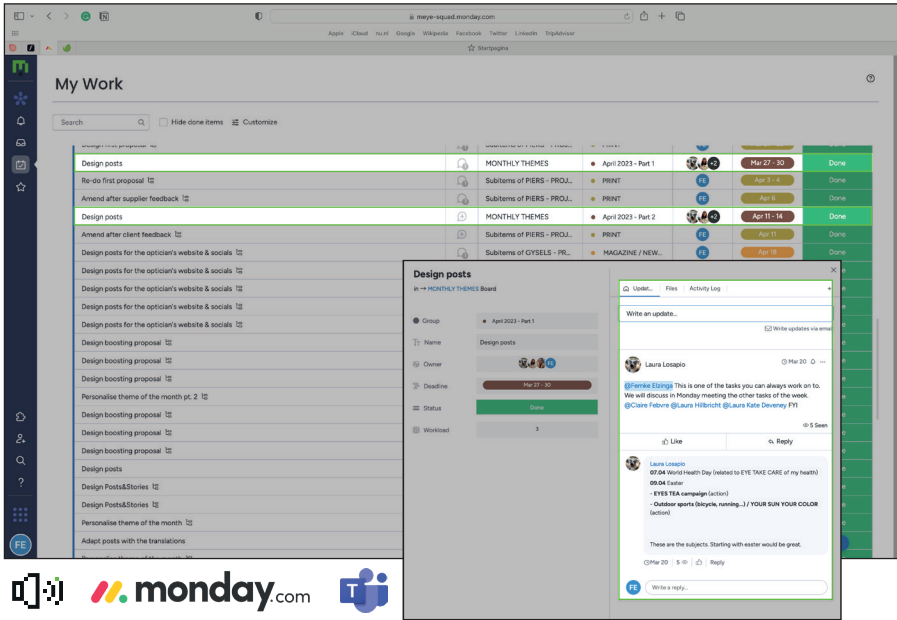 meye-squad.monday.com
Apple iCloud nu.nl Google Wikipedia Facebook Twitter LinkedIn TripAdvisor
Startpagina
My Work
Search
Hide done items
Customize
Design posts MONTHLY THEMES April 2023 - Part 1 +2 Mar 27 - 30 Done
Re-do first proposal Subitems of PIERS - PROJ... PRINT FE Apr 3 - 4 Done
Amend after supplier feedback Subitems of PIERS - PROJ... PRINT FE Apr 6 Done
Design posts MONTHLY THEMES April 2023 - Part 2 +2 Apr 11 - 14 Done
Amend after client feedback Subitems of PIERS - PROJ... PRINT FE Apr 11 Done
Design posts for the optician's website & socials Subitems of GYSELS - PR... MAGAZINE / NEW... FE Apr 18 Done
Design posts for the optician's website & socials
Design posts for the optician's website & socials
Design posts for the optician's website & socials
Design posts for the optician's website & socials
Design boosting proposal
Design boosting proposal
Design boosting proposal
Personalise theme of the month pt. 2
Design boosting proposal
Design boosting proposal
Design boosting proposal
Design posts
Design Posts&Stories
Design Posts&Stories
Personalise theme of the month
Adapt posts with the translations
FE
Design posts
in → MONTHLY THEMES Board
Group April 2023 - Part 1
Name Design posts
Owner FE
Deadline Mar 27 - 30
Status Done
Workload 3
Updat... Files Activity Log
Write an update...
Write updates via email
Laura Losapio Mar 20
@Femke Elzinga This is one of the tasks you can always work on to.
We will discuss in Monday meeting the other tasks of the week.
@Claire Febvre @Laura Hillbricht @Laura Kate Deveney FYI
5 Seen
Like Reply
Laura Losapio
07.04 World Health Day (related to EYE TAKE CARE of my health)
09.04 Eastar
- EYES TEA campaign (action)
- Outdoor sports (bicycle, running...) / YOUR SUN YOUR COLOR
(action)
These are the subjects. Starting with easter would be great.
Mar 20 5 Reply
FE Write a reply...
monday.com
T